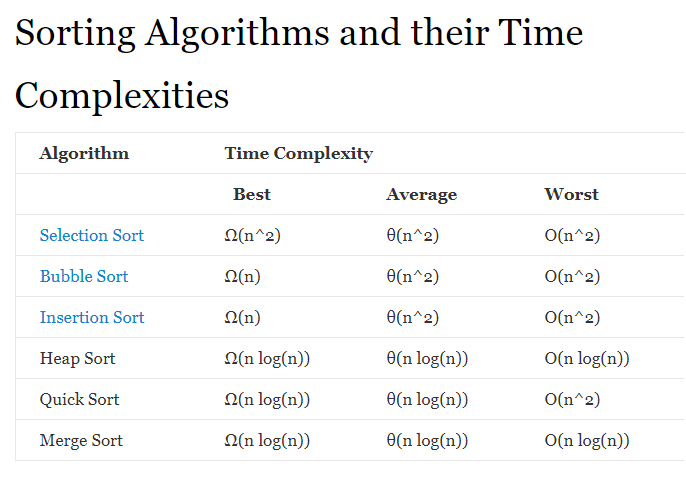 Sorting Algorithms and their Time
Complexities
Algorithm Time Complexity
Best Average Worst
Selection Sort Ω(n^2) θ(n^2) O(n^2)
Bubble Sort Ω(n) θ(n^2) O(n^2)
Insertion Sort Ω(n) θ(n^2) O(n^2)
Heap Sort Ω(n log(n)) θ(n log(n)) O(n log(n))
Quick Sort Ω(n log(n)) θ(n log(n)) O(n^2)
Merge Sort Ω(n log(n)) θ(n log(n)) O(n log(n))